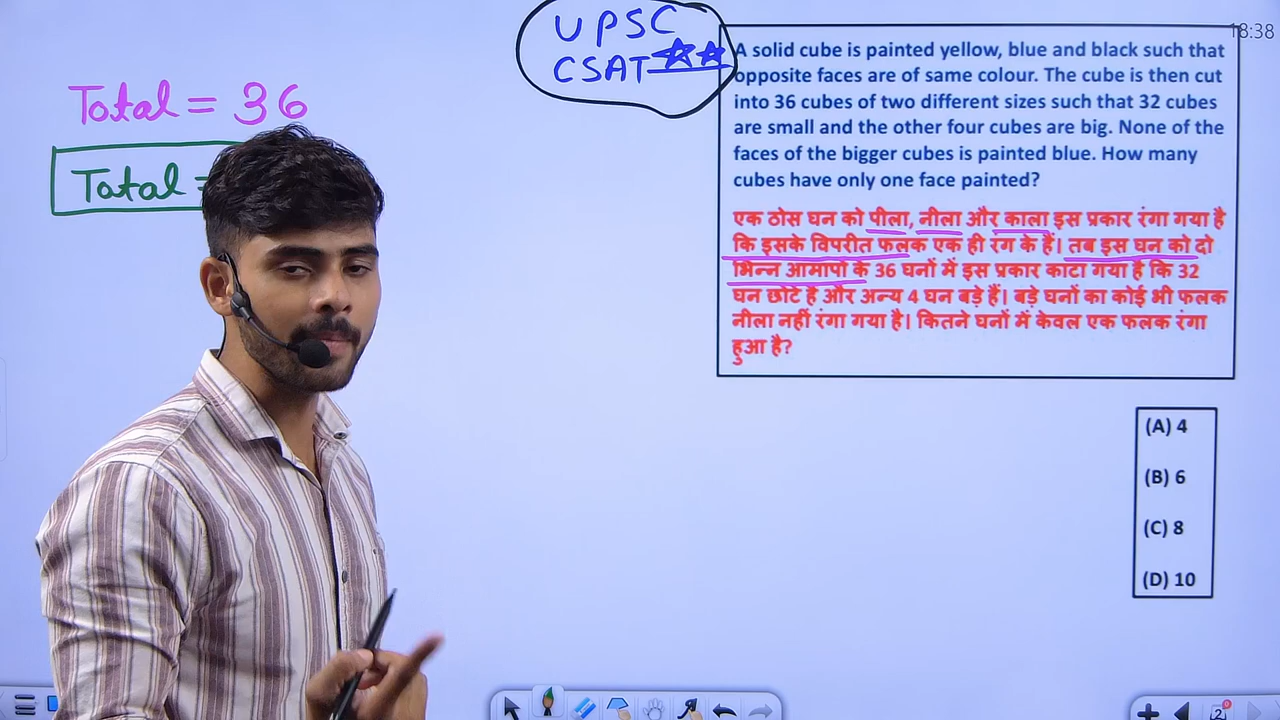 UPSC
CSAT
18:38
Total = 36
Total =
A solid cube is painted yellow, blue and black such that
opposite faces are of same colour. The cube is then cut
into 36 cubes of two different sizes such that 32 cubes
are small and the other four cubes are big. None of the
faces of the bigger cubes is painted blue. How many
cubes have only one face painted?
एक ठोस घन को पीला, नीला और काला इस प्रकार रंगा गया है
कि इसके विपरीत फलक एक ही रंग के हैं। तब इस घन को दो
भिन्न आमापों के 36 घनों में इस प्रकार काटा गया है कि 32
घन छोटे हैं और अन्य 4 घन बड़े हैं। बड़े घनों का कोई भी फलक
नीला नहीं रंगा गया है। कितने घनों में केवल एक फलक रंगा
हुआ है?
(A) 4
(B) 6
(C) 8
(D) 10
2